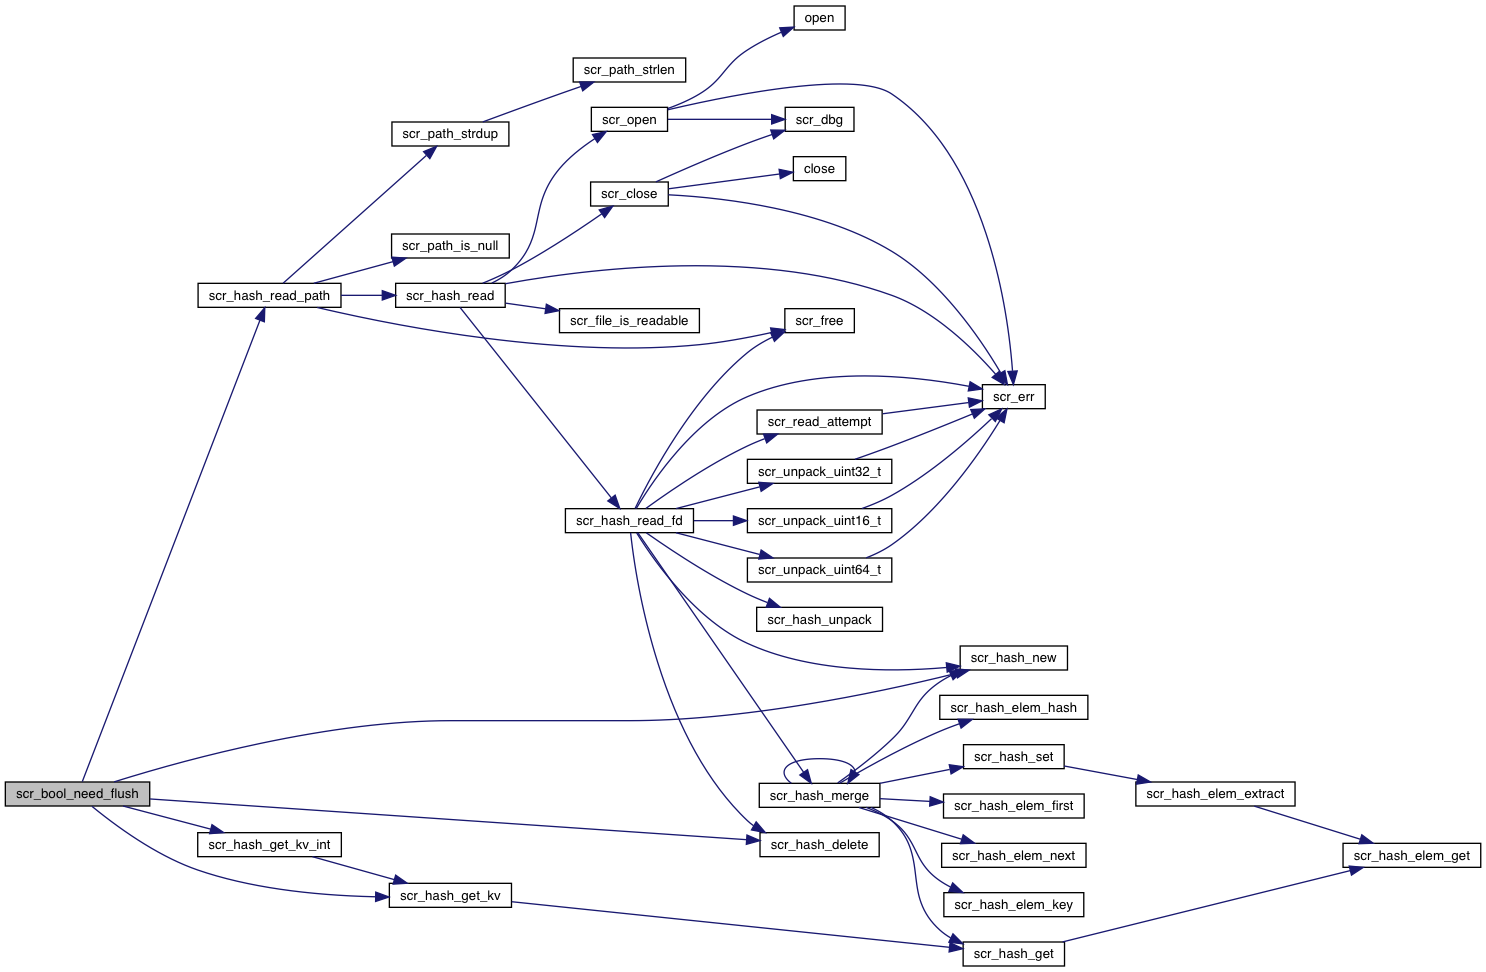 open
scr_path_strlen
scr_open
scr_dbg
scr_path_strdup
close
scr_close
scr_path_is_null
scr_hash_read_path
scr_hash_read
scr_file_is_readable
scr_free
scr_err
scr_read_attempt
scr_unpack_uint32_t
scr_hash_read_fd
scr_unpack_uint16_t
scr_unpack_uint64_t
scr_hash_unpack
scr_hash_new
scr_hash_elem_hash
scr_hash_set
scr_bool_need_flush
scr_hash_merge
scr_hash_elem_extract
scr_hash_elem_first
scr_hash_get_kv_int
scr_hash_delete
scr_hash_elem_next
scr_hash_elem_get
scr_hash_get_kv
scr_hash_elem_key
scr_hash_get